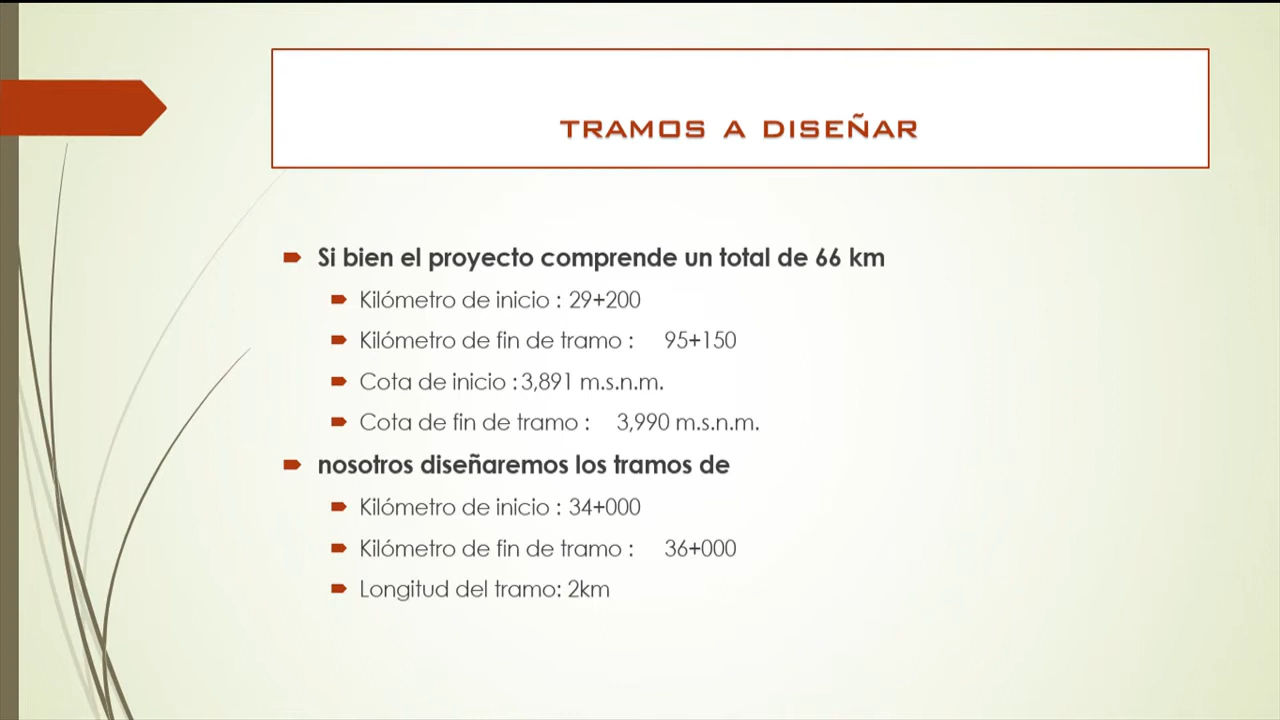 TRAMOS A DISEÑAR
Si bien el proyecto comprende un total de 66 km
Kilómetro de inicio : 29+200
Kilómetro de fin de tramo : 95+150
Cota de inicio :3,891 m.s.n.m.
Cota de fin de tramo : 3,990 m.s.n.m.
nosotros diseñaremos los tramos de
Kilómetro de inicio : 34+000
Kilómetro de fin de tramo : 36+000
Longitud del tramo: 2km